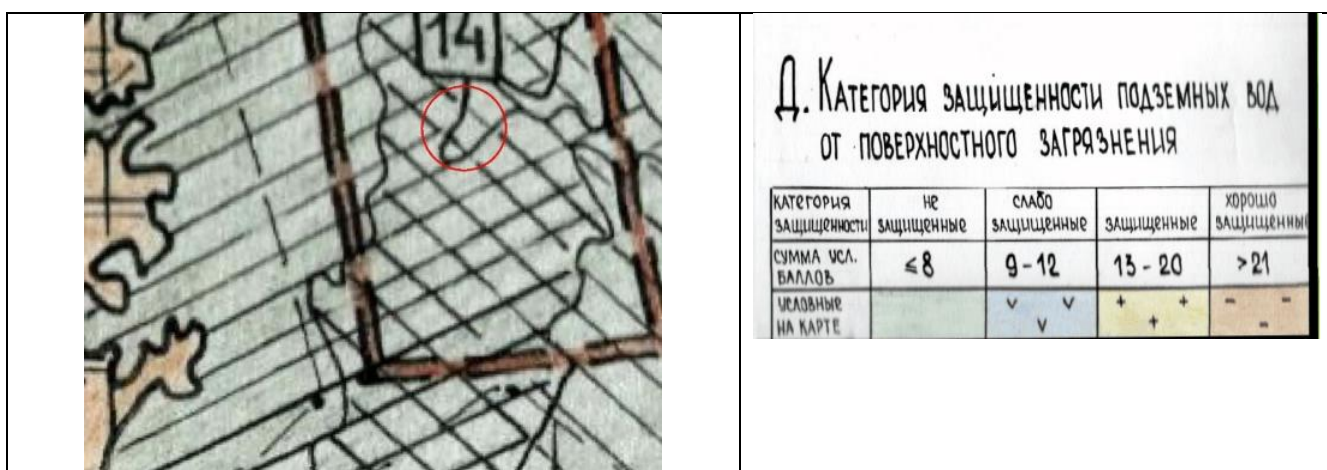 14
Д. Категория защищенности подземных вод
от поверхностного загрязнения
категория защищенности
не защищенные
слабо защищенные
защищенные
хорошо защищенны
сумма усл. баллов
≤8
9-12
13-20
>21
условные на карте
v v
v
+ +
+
- -
-